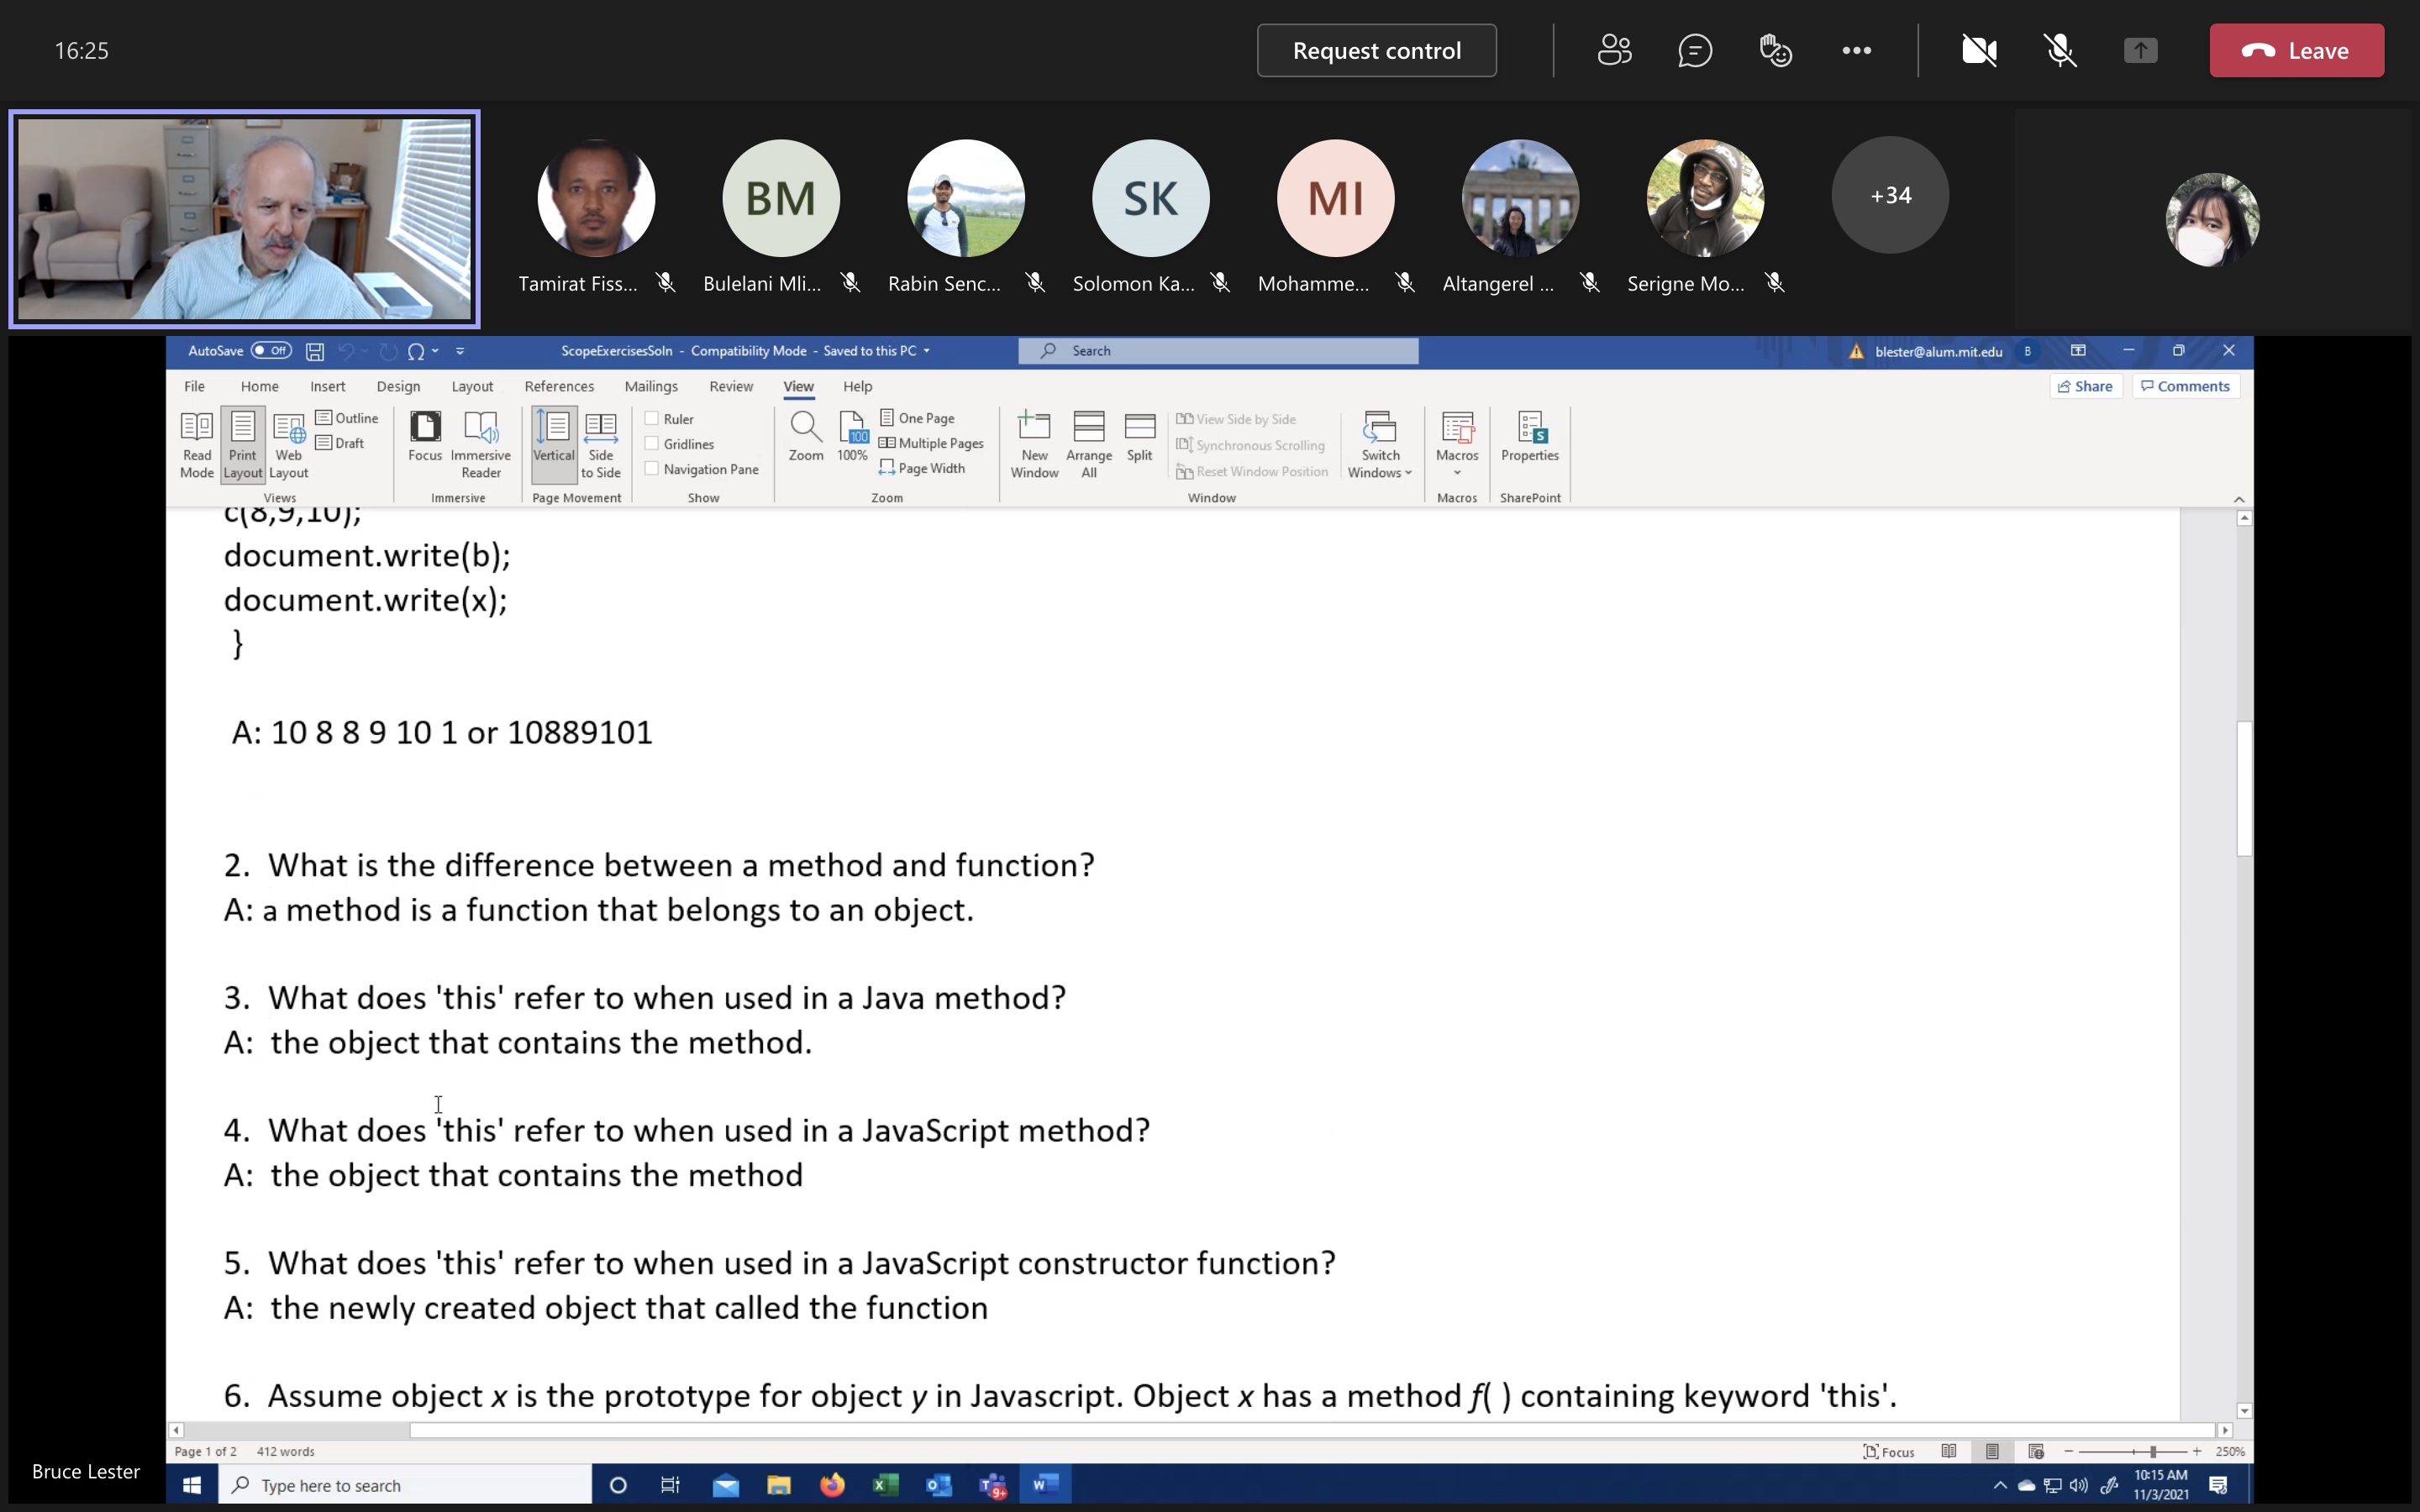 16:25
Request control
Leave
BM
SK
MI
+34
Tamirat Fiss...
Bulelani Mli...
Rabin Senc...
Solomon Ka...
Mohamme...
Altangerel ...
Serigne Mo...
AutoSave Off
ScopeExercisesSoln - Compatibility Mode - Saved to this PC
Search
blester@alum.mit.edu
B
File Home Insert Design Layout References Mailings Review View Help
Share
Comments
Read Mode
Print Layout
Web Layout
Outline
Draft
Views
Focus
Immersive Reader
Immersive
Vertical
Side to Side
Page Movement
Ruler
Gridlines
Navigation Pane
Show
Zoom
100
100%
One Page
Multiple Pages
Page Width
Zoom
New Window
Arrange All
Split
View Side by Side
Synchronous Scrolling
Reset Window Position
Switch Windows
Window
Macros
Macros
S
Properties
SharePoint
c(8,9,10);
document.write(b);
document.write(x);
}
A: 10 8 8 9 10 1 or 10889101
2. What is the difference between a method and function?
A: a method is a function that belongs to an object.
3. What does 'this' refer to when used in a Java method?
A: the object that contains the method.
4. What does 'this' refer to when used in a JavaScript method?
A: the object that contains the method
5. What does 'this' refer to when used in a JavaScript constructor function?
A: the newly created object that called the function
6. Assume object x is the prototype for object y in Javascript. Object x has a method f( ) containing keyword 'this'.
Page 1 of 2
412 words
Focus
250%
Bruce Lester
Type here to search
9+
10:15 AM
11/3/2021